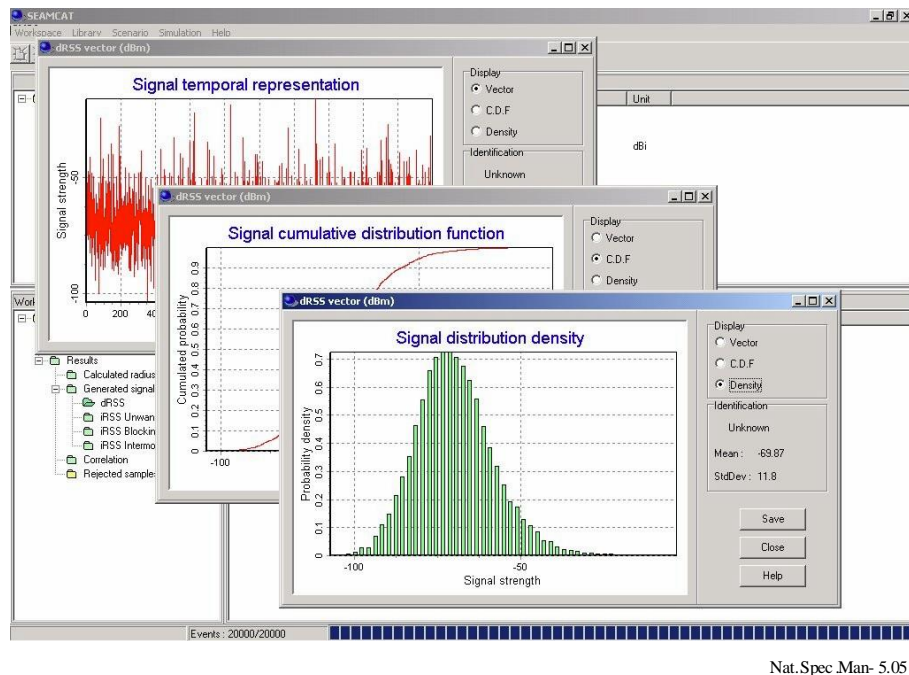 SEAMCAT
Workspace Library Scenario Simulation Help
dRSS vector (dBm)
Signal temporal representation
Signal strength
-50
-100
0 200
Display
Vector
C.D.F
Density
Identification
Unknown
Unit
dBi
dRSS vector (dBm)
Signal cumulative distribution function
Cumulated probability
0.9
0.8
0.7
0.6
0.5
0.4
0.3
0.2
0.1
0
-100
Display
Vector
C.D.F
Density
dRSS vector (dBm)
Signal distribution density
Probability density
0.7
0.6
0.5
0.4
0.3
0.2
0.1
0
-100 -50
Signal strength
Display
Vector
C.D.F
Density
Identification
Unknown
Mean : -69.87
StdDev : 11.8
Save
Close
Help
Results
Calculated radius
Generated signal
dRSS
iRSS Unwan
iRSS Blockin
iRSS Intermo
Correlation
Rejected sample
Events : 20000/20000
Nat.Spec.Man- 5.05